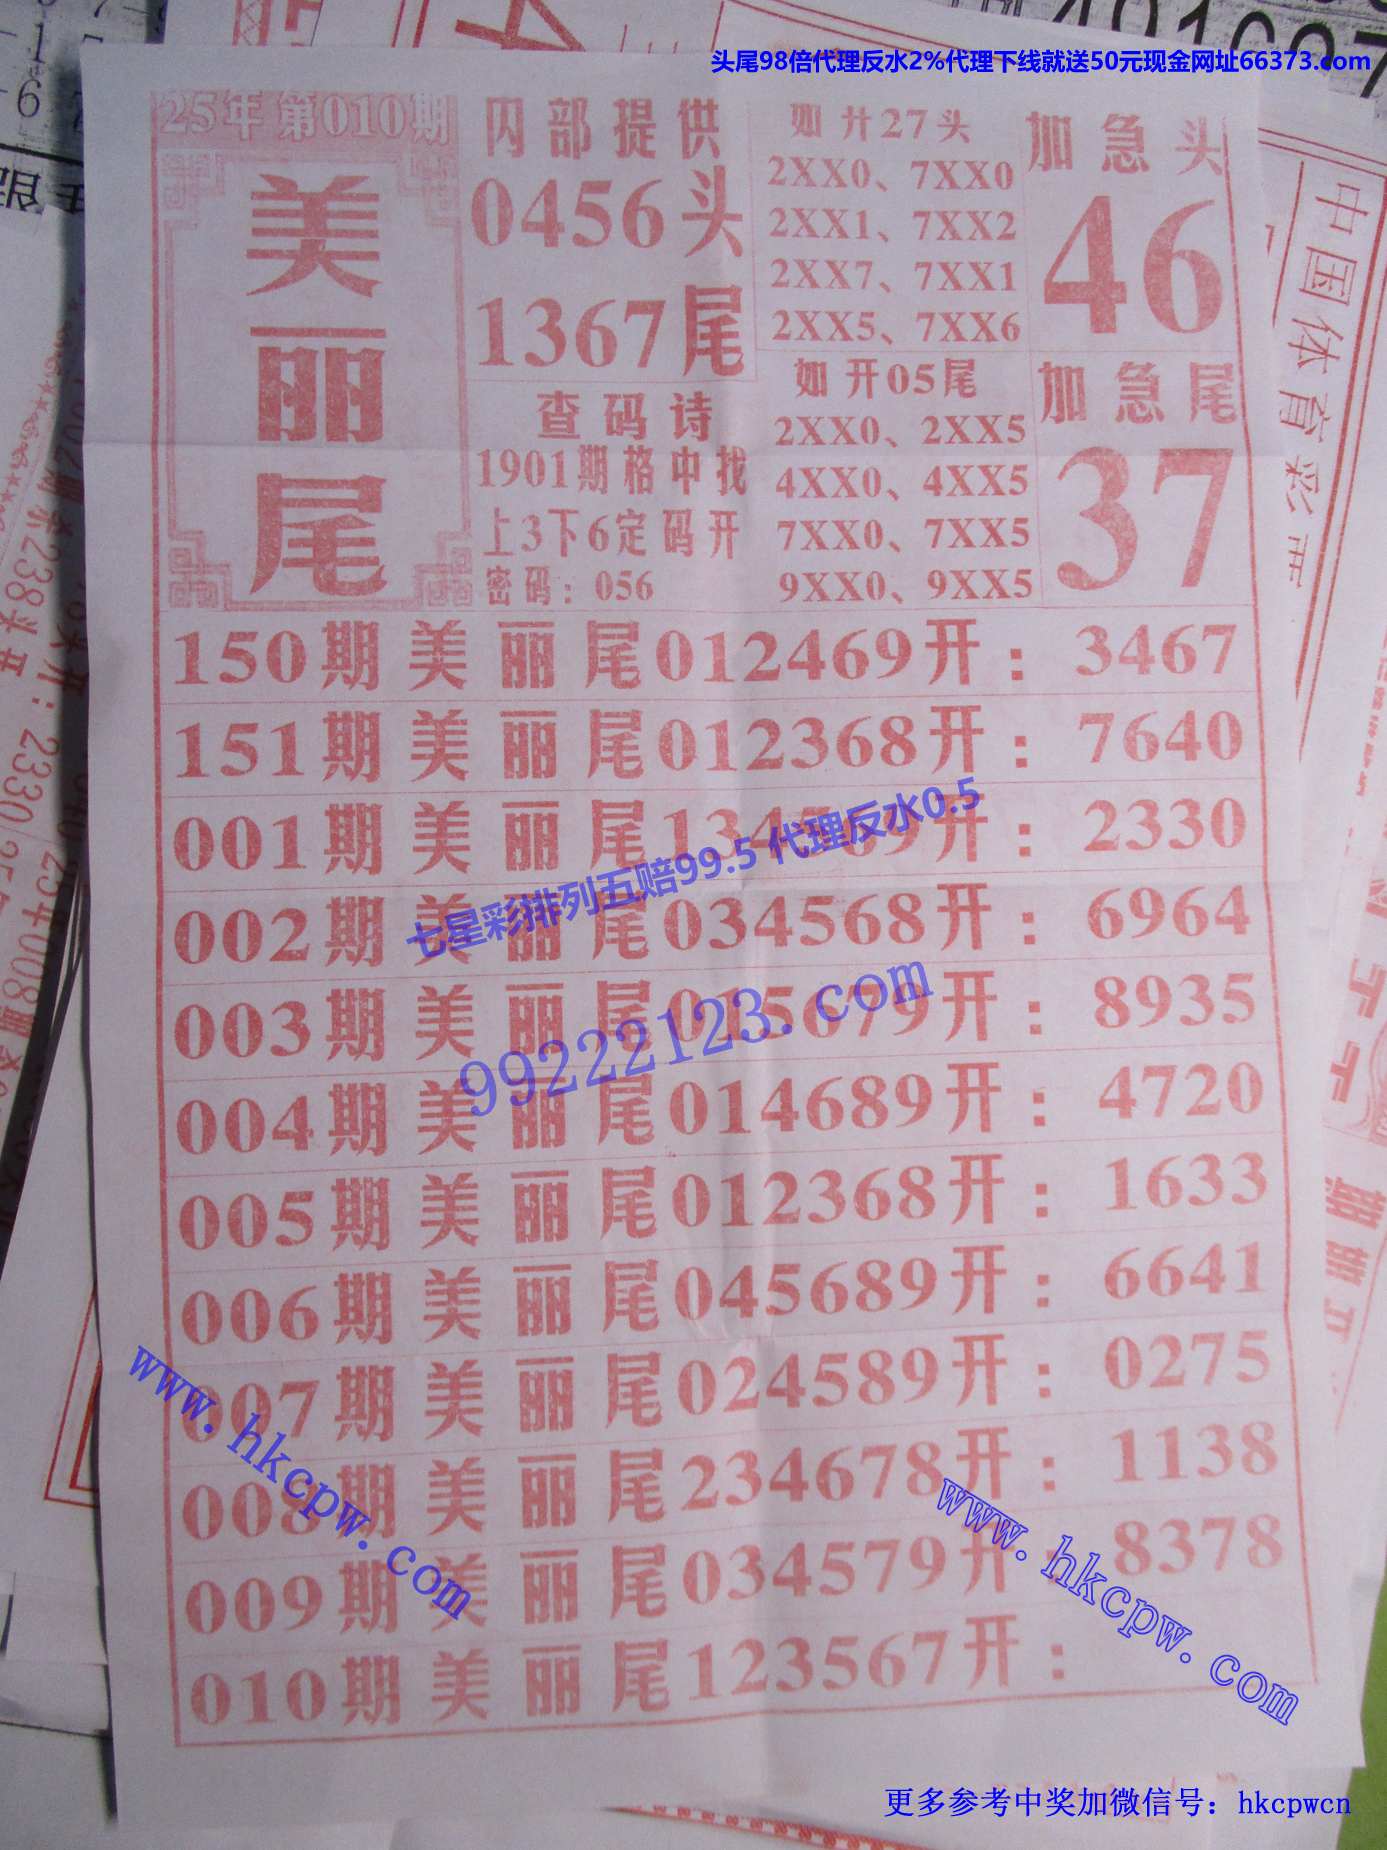 头尾98倍代理反水2%代理下线就送50元现金网址66373.com
25年 第010期
美丽尾
内部提供
0456头
1367尾
查码诗
1901期格中找
上3下6定码开
密码：056
如开27头
2XX0、7XX0
2XX1、7XX2
2XX7、7XX1
2XX5、7XX6
如开05尾
2XX0、2XX5
4XX0、4XX5
7XX0、7XX5
9XX0、9XX5
加急头
46
加急尾
37
150期美丽尾012469开：3467
151期美丽尾012368开：7640
001期美丽尾134569开：2330
七星彩排列五赔99.5 代理反水0.5
002期美丽尾034568开：6964
003期美丽尾015679开：8935
99222123.com
004期美丽尾014689开：4720
005期美丽尾012368开：1633
006期美丽尾045689开：6641
007期美丽尾024589开：0275
008期美丽尾234678开：1138
009期美丽尾034579开：8378
010期美丽尾123567开：
www.hkcpw.com
www.hkcpw.com
更多参考中奖加微信号：hkcpwcn
中国体育彩